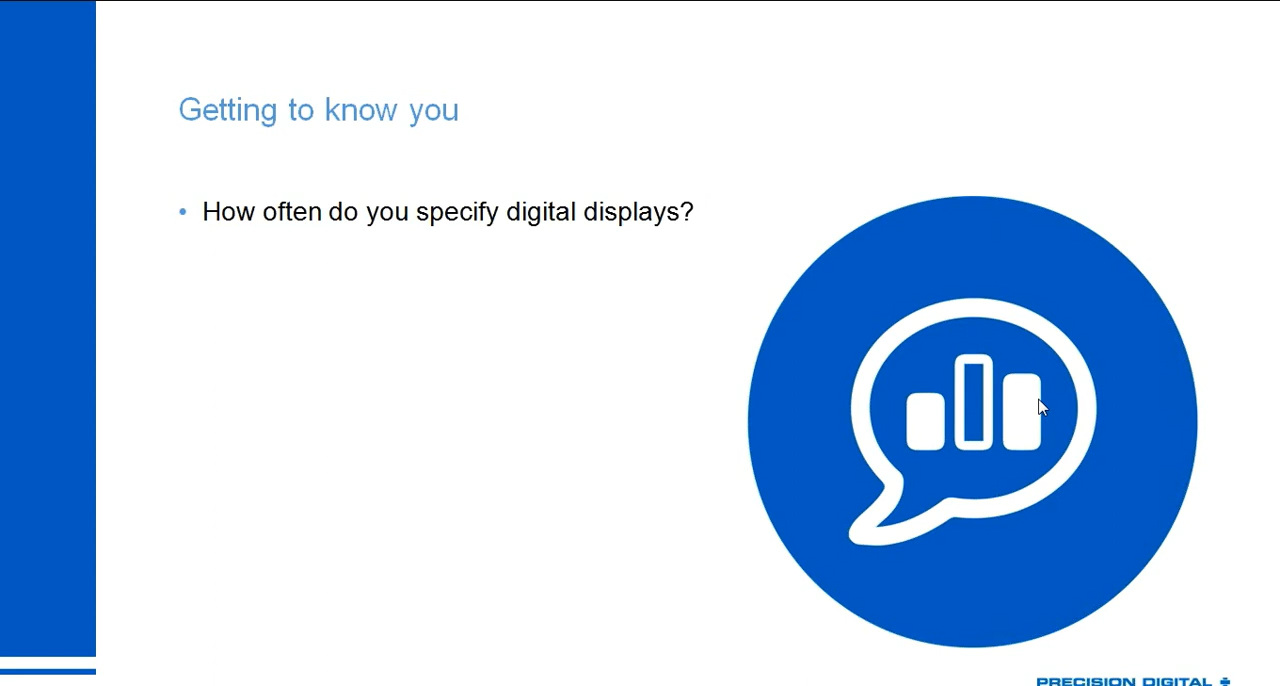 Getting to know you
• How often do you specify digital displays?
PRECISION DIGITAL